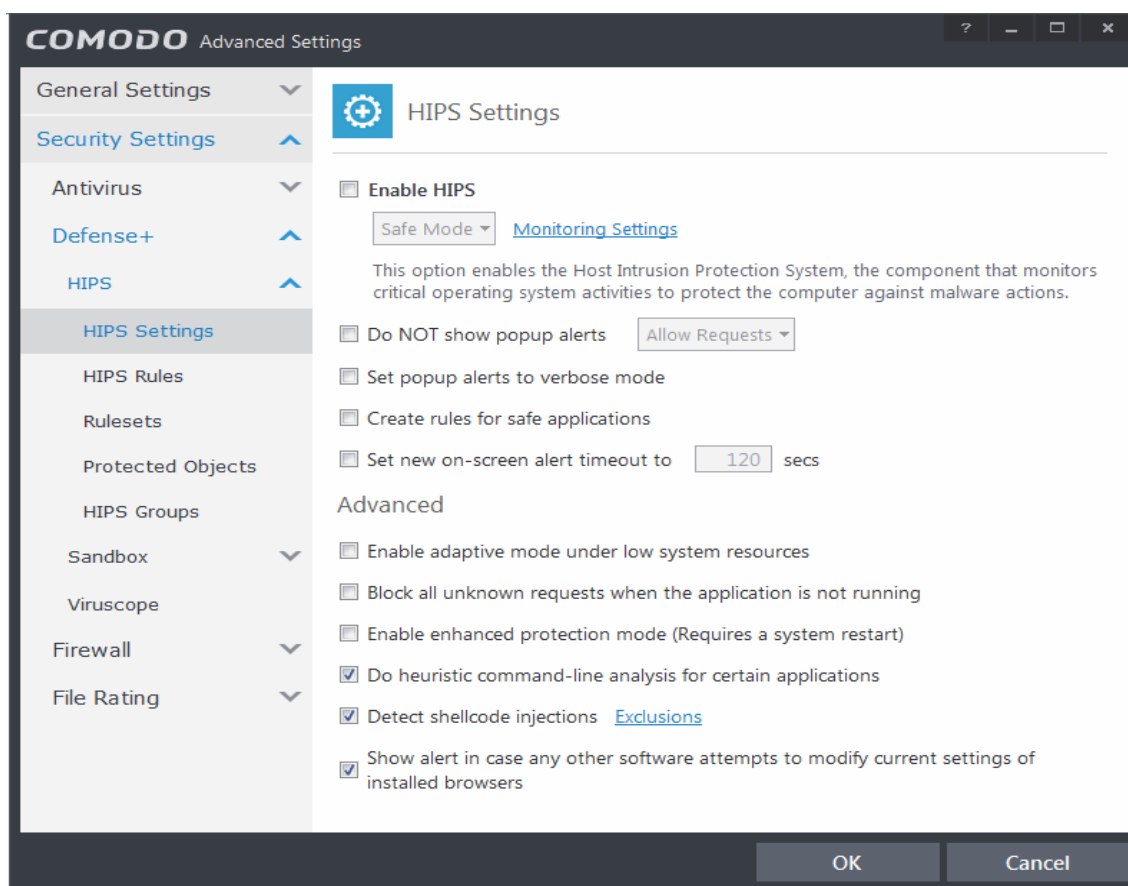 COMODO Advanced Settings
?
General Settings
Security Settings
Antivirus
Defense+
HIPS
HIPS Settings
HIPS Rules
Rulesets
Protected Objects
HIPS Groups
Sandbox
Viruscope
Firewall
File Rating
HIPS Settings
Enable HIPS
Safe Mode Monitoring Settings
This option enables the Host Intrusion Protection System, the component that monitors
critical operating system activities to protect the computer against malware actions.
Do NOT show popup alerts Allow Requests
Set popup alerts to verbose mode
Create rules for safe applications
Set new on-screen alert timeout to 120 secs
Advanced
Enable adaptive mode under low system resources
Block all unknown requests when the application is not running
Enable enhanced protection mode (Requires a system restart)
Do heuristic command-line analysis for certain applications
Detect shellcode injections Exclusions
Show alert in case any other software attempts to modify current settings of
installed browsers
OK Cancel